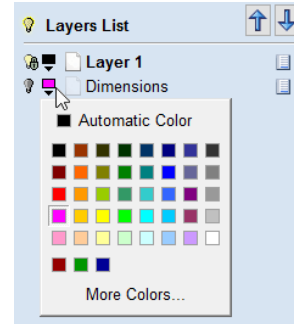 Layers List
Layer 1
Dimensions
Automatic Color
More Colors...